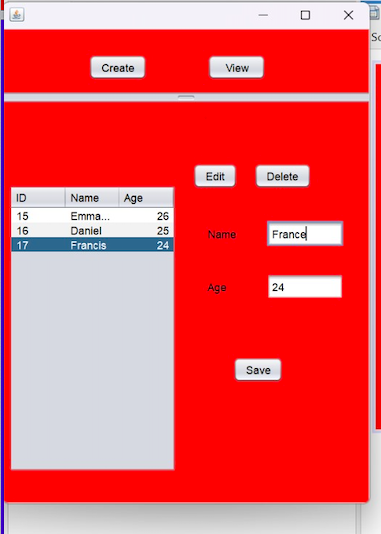 Create View
Edit Delete
ID Name Age
15 Emma... 26
16 Daniel 25
17 Francis 24
Name France
Age 24
Save